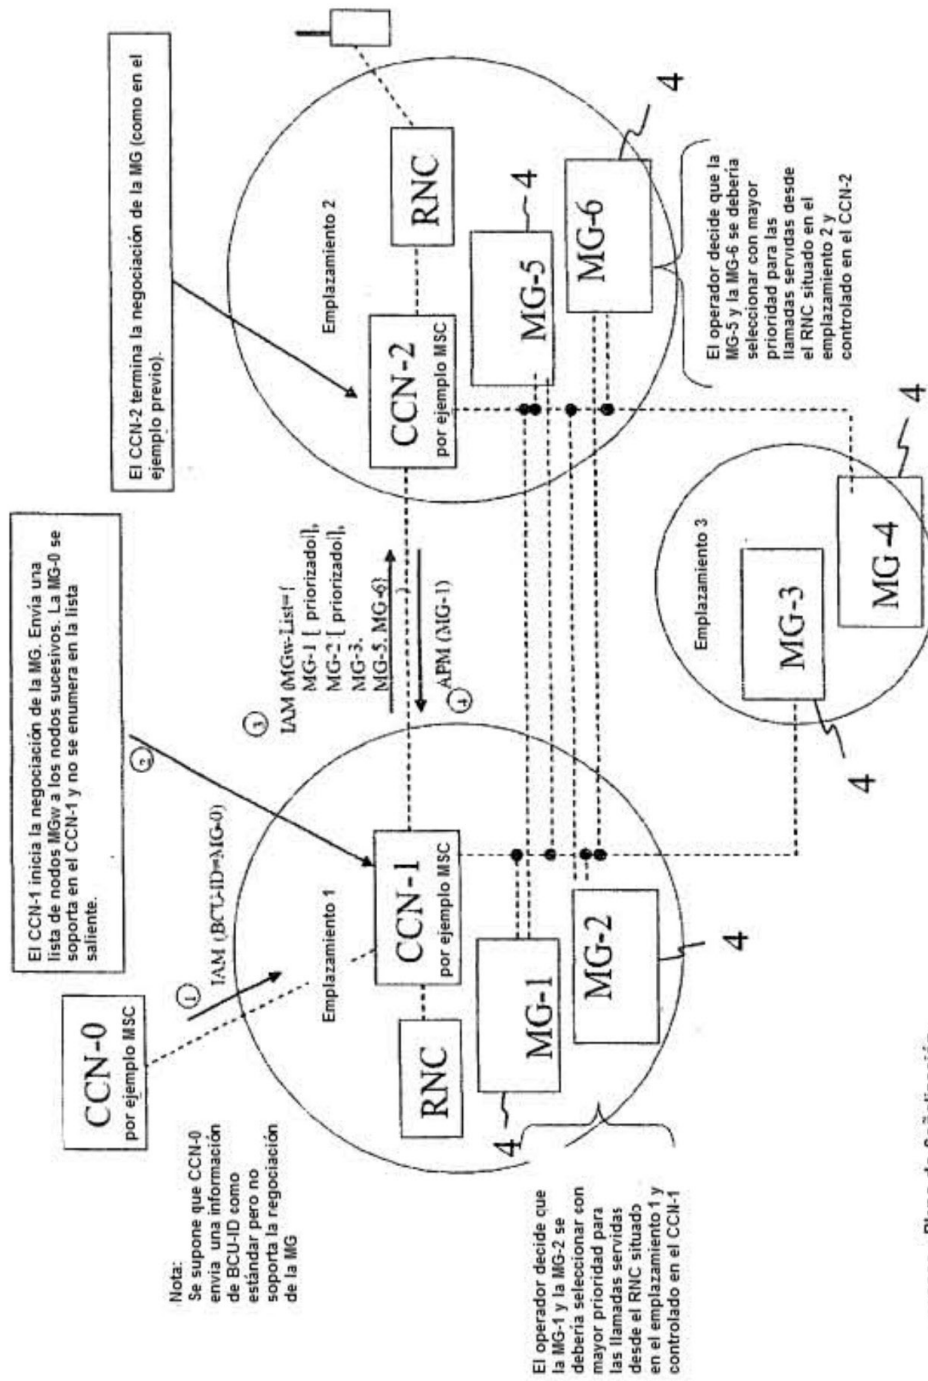 CCN-0
por ejemplo MSC
Nota:
Se supone que CCN-0
envía una información
de BCU-ID como
estándar pero no
soporta la negociación
de la MG
El CCN-1 inicia la negociación de la MG. Envía una
lista de nodos MGw a los nodos sucesivos. La MG-0 se
soporta en el CCN-1 y no se enumera en la lista
saliente.
El CCN-2 termina la negociación de la MG (como en el
ejemplo previo).
1
IAM (BCU-ID=MG-0)
2
3
IAM (MGw-List={
MG-1 [ priorizado],
MG-2 [ priorizado],
MG-3,
MG-5, MG-6}
)
APM (MG-1)
4
Emplazamiento 1
RNC
CCN-1
por ejemplo MSC
MG-1
4
MG-2
4
El operador decide que
la MG-1 y la MG-2 se
debería seleccionar con
mayor prioridad para
las llamadas servidas
desde el RNC situado
en el emplazamiento 1 y
controlado en el CCN-1
Emplazamiento 2
CCN-2
por ejemplo MSC
RNC
MG-5
4
MG-6
4
El operador decide que la
MG-5 y la MG-6 se debería
seleccionar con mayor
prioridad para las
llamadas servidas desde
el RNC situado en el
emplazamiento 2 y
controlado en el CCN-2
Emplazamiento 3
MG-3
4
MG-4
4
Plano de Señalización